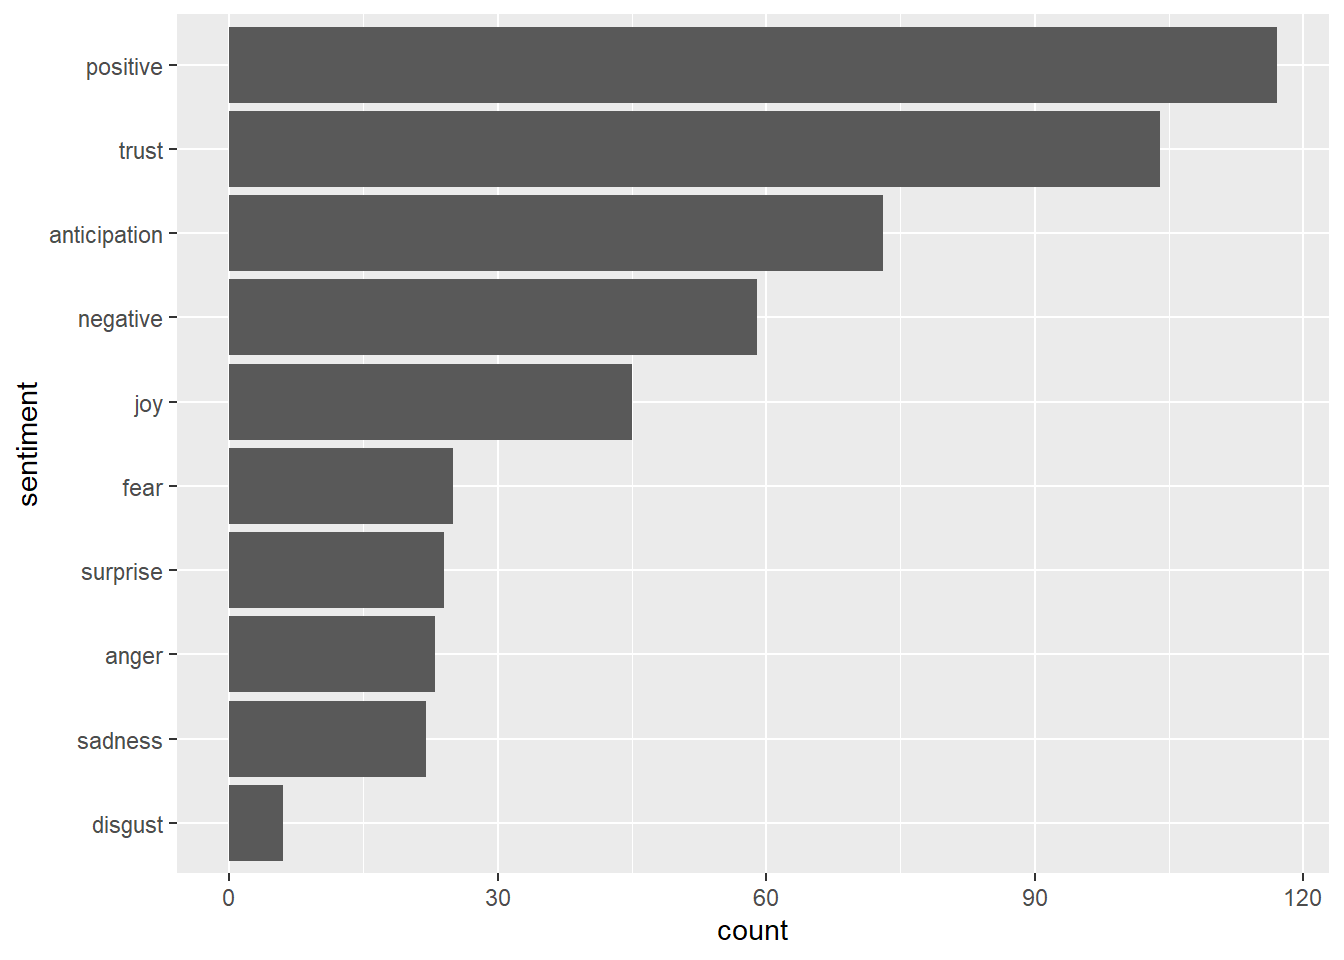 positive
trust
anticipation
negative
joy
fear
surprise
anger
sadness
disgust
sentiment
0 30 60 90 120
count